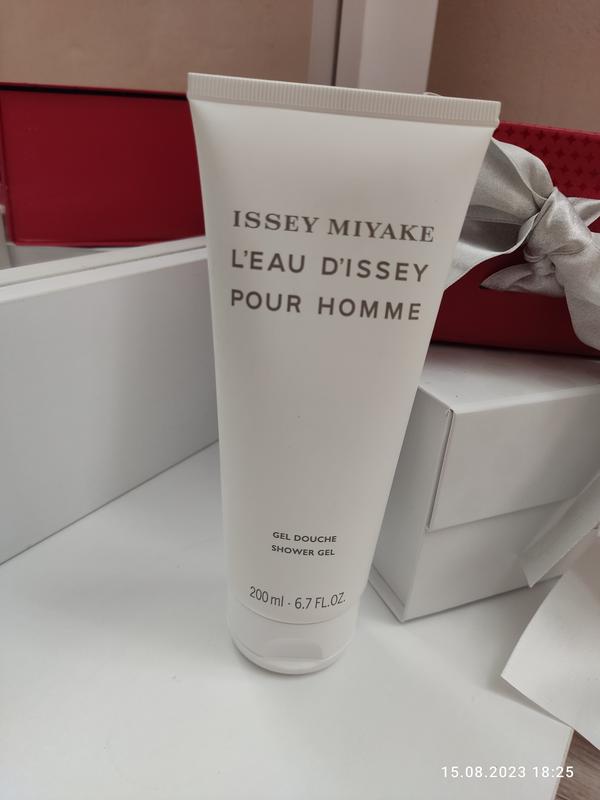 ISSEY MIYAKE
L'EAU D'ISSEY
POUR HOMME
GEL DOUCHE
SHOWER GEL
200 ml · 6.7 FL.OZ.
15.08.2023 18:25